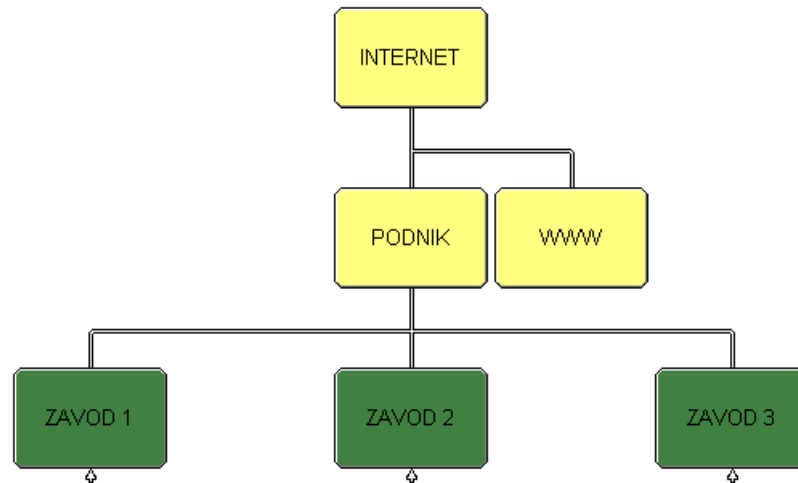 INTERNET
PODNIK
WWW
ZAVOD 1
ZAVOD 2
ZAVOD 3